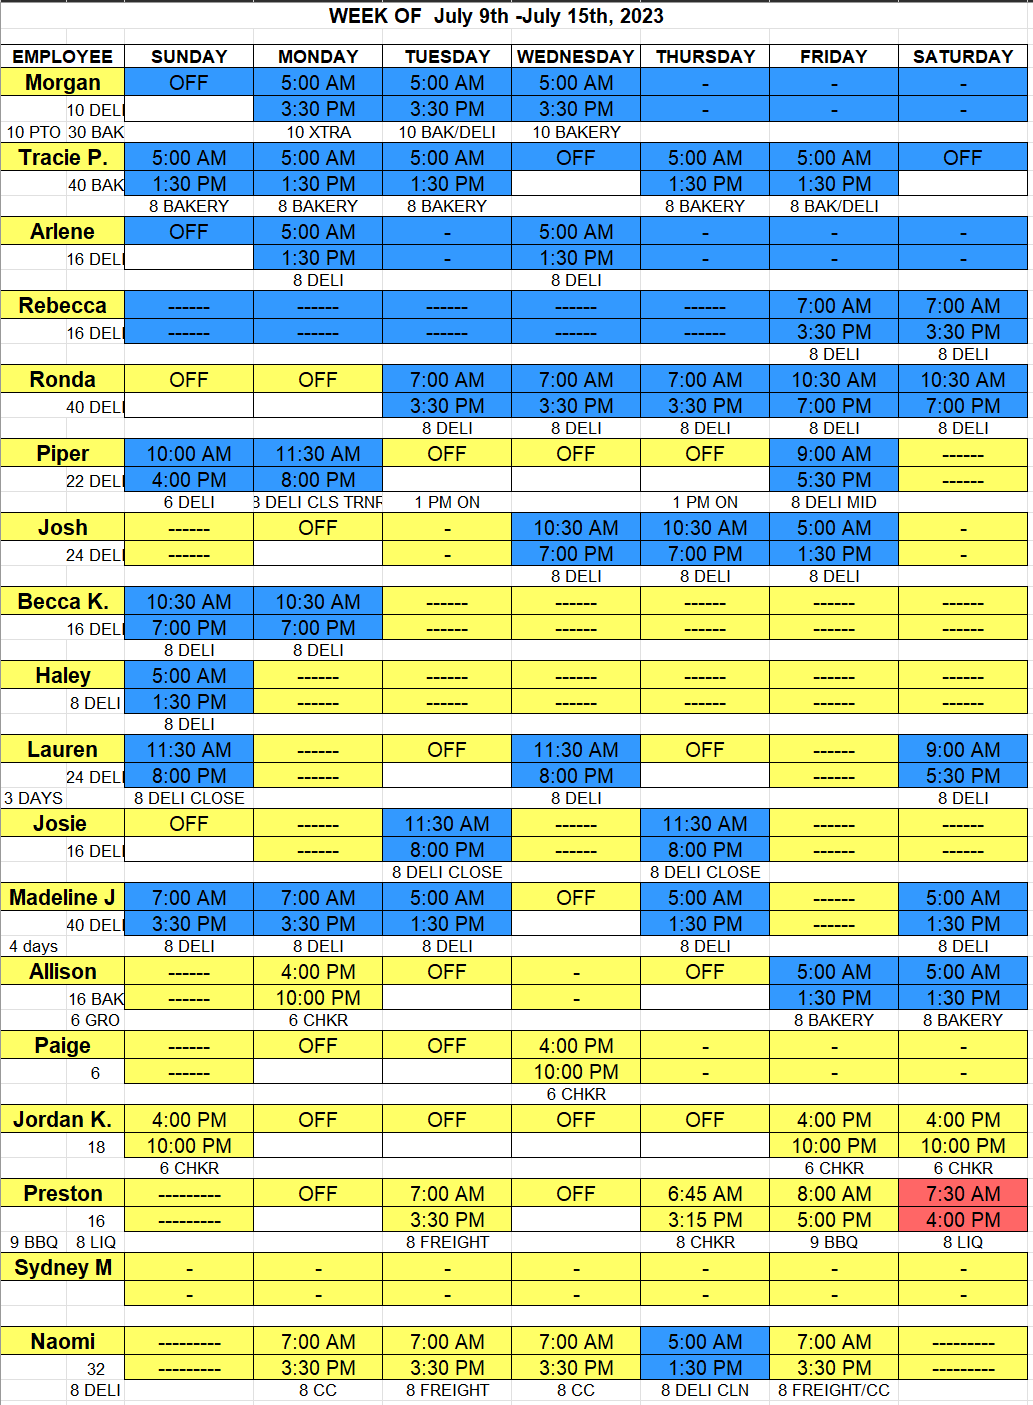 WEEK OF  July 9th -July 15th, 2023
EMPLOYEE SUNDAY MONDAY TUESDAY WEDNESDAY THURSDAY FRIDAY SATURDAY
Morgan OFF 5:00 AM 5:00 AM 5:00 AM - - -
10 DELI 3:30 PM 3:30 PM 3:30 PM - - -
10 PTO 30 BAK 10 XTRA 10 BAK/DELI 10 BAKERY
Tracie P. 5:00 AM 5:00 AM 5:00 AM OFF 5:00 AM 5:00 AM OFF
40 BAK 1:30 PM 1:30 PM 1:30 PM 1:30 PM 1:30 PM
8 BAKERY 8 BAKERY 8 BAKERY 8 BAKERY 8 BAK/DELI
Arlene OFF 5:00 AM - 5:00 AM - - -
16 DELI 1:30 PM - 1:30 PM - - -
8 DELI 8 DELI
Rebecca ------ ------ ------ ------ ------ 7:00 AM 7:00 AM
16 DELI ------ ------ ------ ------ ------ 3:30 PM 3:30 PM
8 DELI 8 DELI
Ronda OFF OFF 7:00 AM 7:00 AM 7:00 AM 10:30 AM 10:30 AM
40 DELI 3:30 PM 3:30 PM 3:30 PM 7:00 PM 7:00 PM
8 DELI 8 DELI 8 DELI 8 DELI 8 DELI
Piper 10:00 AM 11:30 AM OFF OFF OFF 9:00 AM ------
22 DELI 4:00 PM 8:00 PM 5:30 PM ------
6 DELI 8 DELI CLS TRNR 1 PM ON 1 PM ON 8 DELI MID
Josh ------ OFF - 10:30 AM 10:30 AM 5:00 AM -
24 DELI ------ - 7:00 PM 7:00 PM 1:30 PM -
8 DELI 8 DELI 8 DELI
Becca K. 10:30 AM 10:30 AM ------ ------ ------ ------ ------
16 DELI 7:00 PM 7:00 PM ------ ------ ------ ------ ------
8 DELI 8 DELI
Haley 5:00 AM ------ ------ ------ ------ ------ ------
8 DELI 1:30 PM ------ ------ ------ ------ ------ ------
8 DELI
Lauren 11:30 AM ------ OFF 11:30 AM OFF ------ 9:00 AM
24 DELI 8:00 PM ------ 8:00 PM ------ 5:30 PM
3 DAYS 8 DELI CLOSE 8 DELI 8 DELI
Josie OFF ------ 11:30 AM ------ 11:30 AM ------ ------
16 DELI ------ 8:00 PM ------ 8:00 PM ------ ------
8 DELI CLOSE 8 DELI CLOSE
Madeline J 7:00 AM 7:00 AM 5:00 AM OFF 5:00 AM ------ 5:00 AM
40 DELI 3:30 PM 3:30 PM 1:30 PM 1:30 PM ------ 1:30 PM
4 days 8 DELI 8 DELI 8 DELI 8 DELI 8 DELI
Allison ------ 4:00 PM OFF - OFF 5:00 AM 5:00 AM
16 BAK ------ 10:00 PM - 1:30 PM 1:30 PM
6 GRO 6 CHKR 8 BAKERY 8 BAKERY
Paige ------ OFF OFF 4:00 PM - - -
6 ------ 10:00 PM - - -
6 CHKR
Jordan K. 4:00 PM OFF OFF OFF OFF 4:00 PM 4:00 PM
18 10:00 PM 10:00 PM 10:00 PM
6 CHKR 6 CHKR 6 CHKR
Preston --------- OFF 7:00 AM OFF 6:45 AM 8:00 AM 7:30 AM
16 --------- 3:30 PM 3:15 PM 5:00 PM 4:00 PM
9 BBQ 8 LIQ 8 FREIGHT 8 CHKR 9 BBQ 8 LIQ
Sydney M - - - - - - -
- - - - - - -
Naomi --------- 7:00 AM 7:00 AM 7:00 AM 5:00 AM 7:00 AM ---------
32 --------- 3:30 PM 3:30 PM 3:30 PM 1:30 PM 3:30 PM ---------
8 DELI 8 CC 8 FREIGHT 8 CC 8 DELI CLN 8 FREIGHT/CC